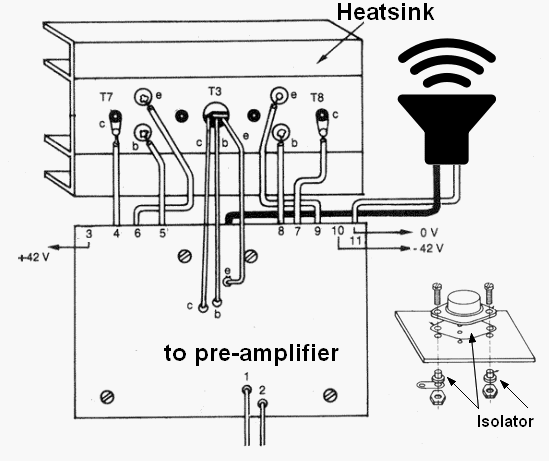 Heatsink
T7 e T3 e T8
c c
b c b e b
3 4 6 5 8 7 9 10 11
0 V
+42 V
- 42 V
e
c b
to pre-amplifier
1
2
Isolator